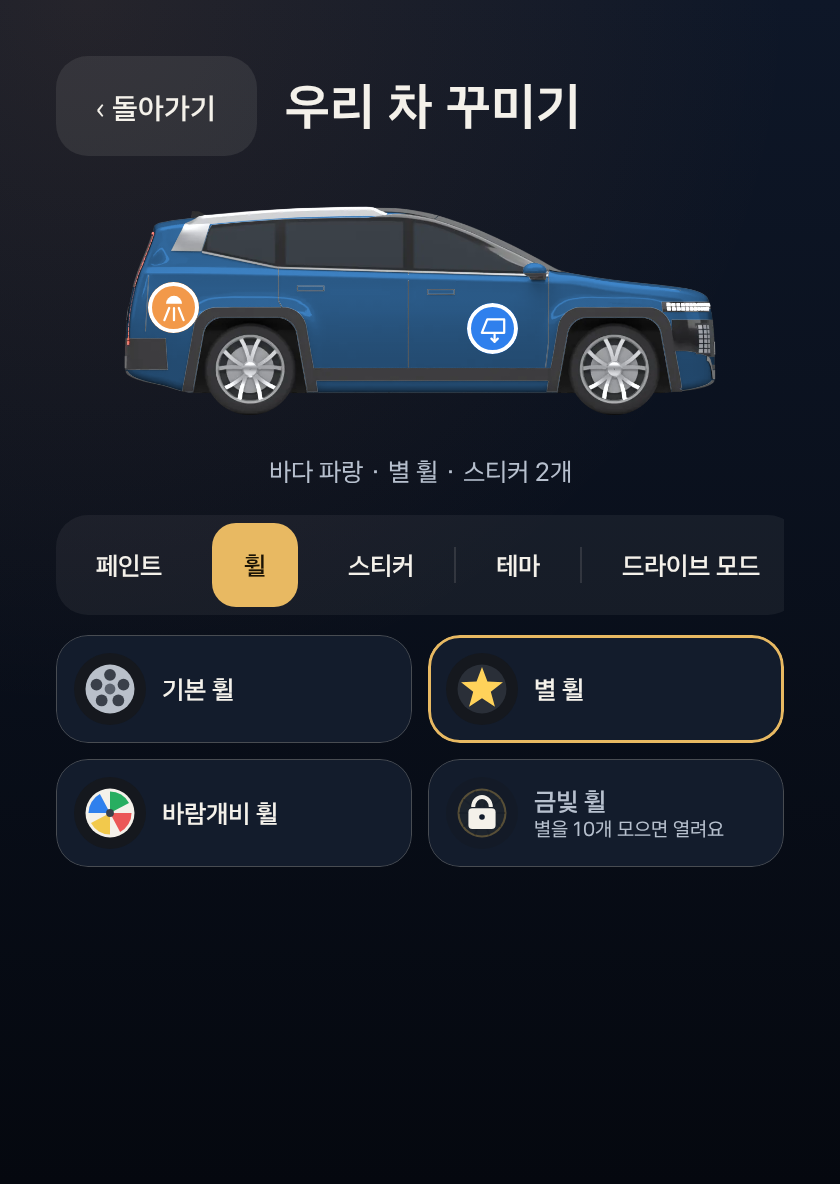 ‹ 돌아가기
우리 차 꾸미기
바다 파랑 · 별 휠 · 스티커 2개
페인트 휠 스티커 테마 드라이브 모드
기본 휠
별 휠
바람개비 휠
금빛 휠
별을 10개 모으면 열려요